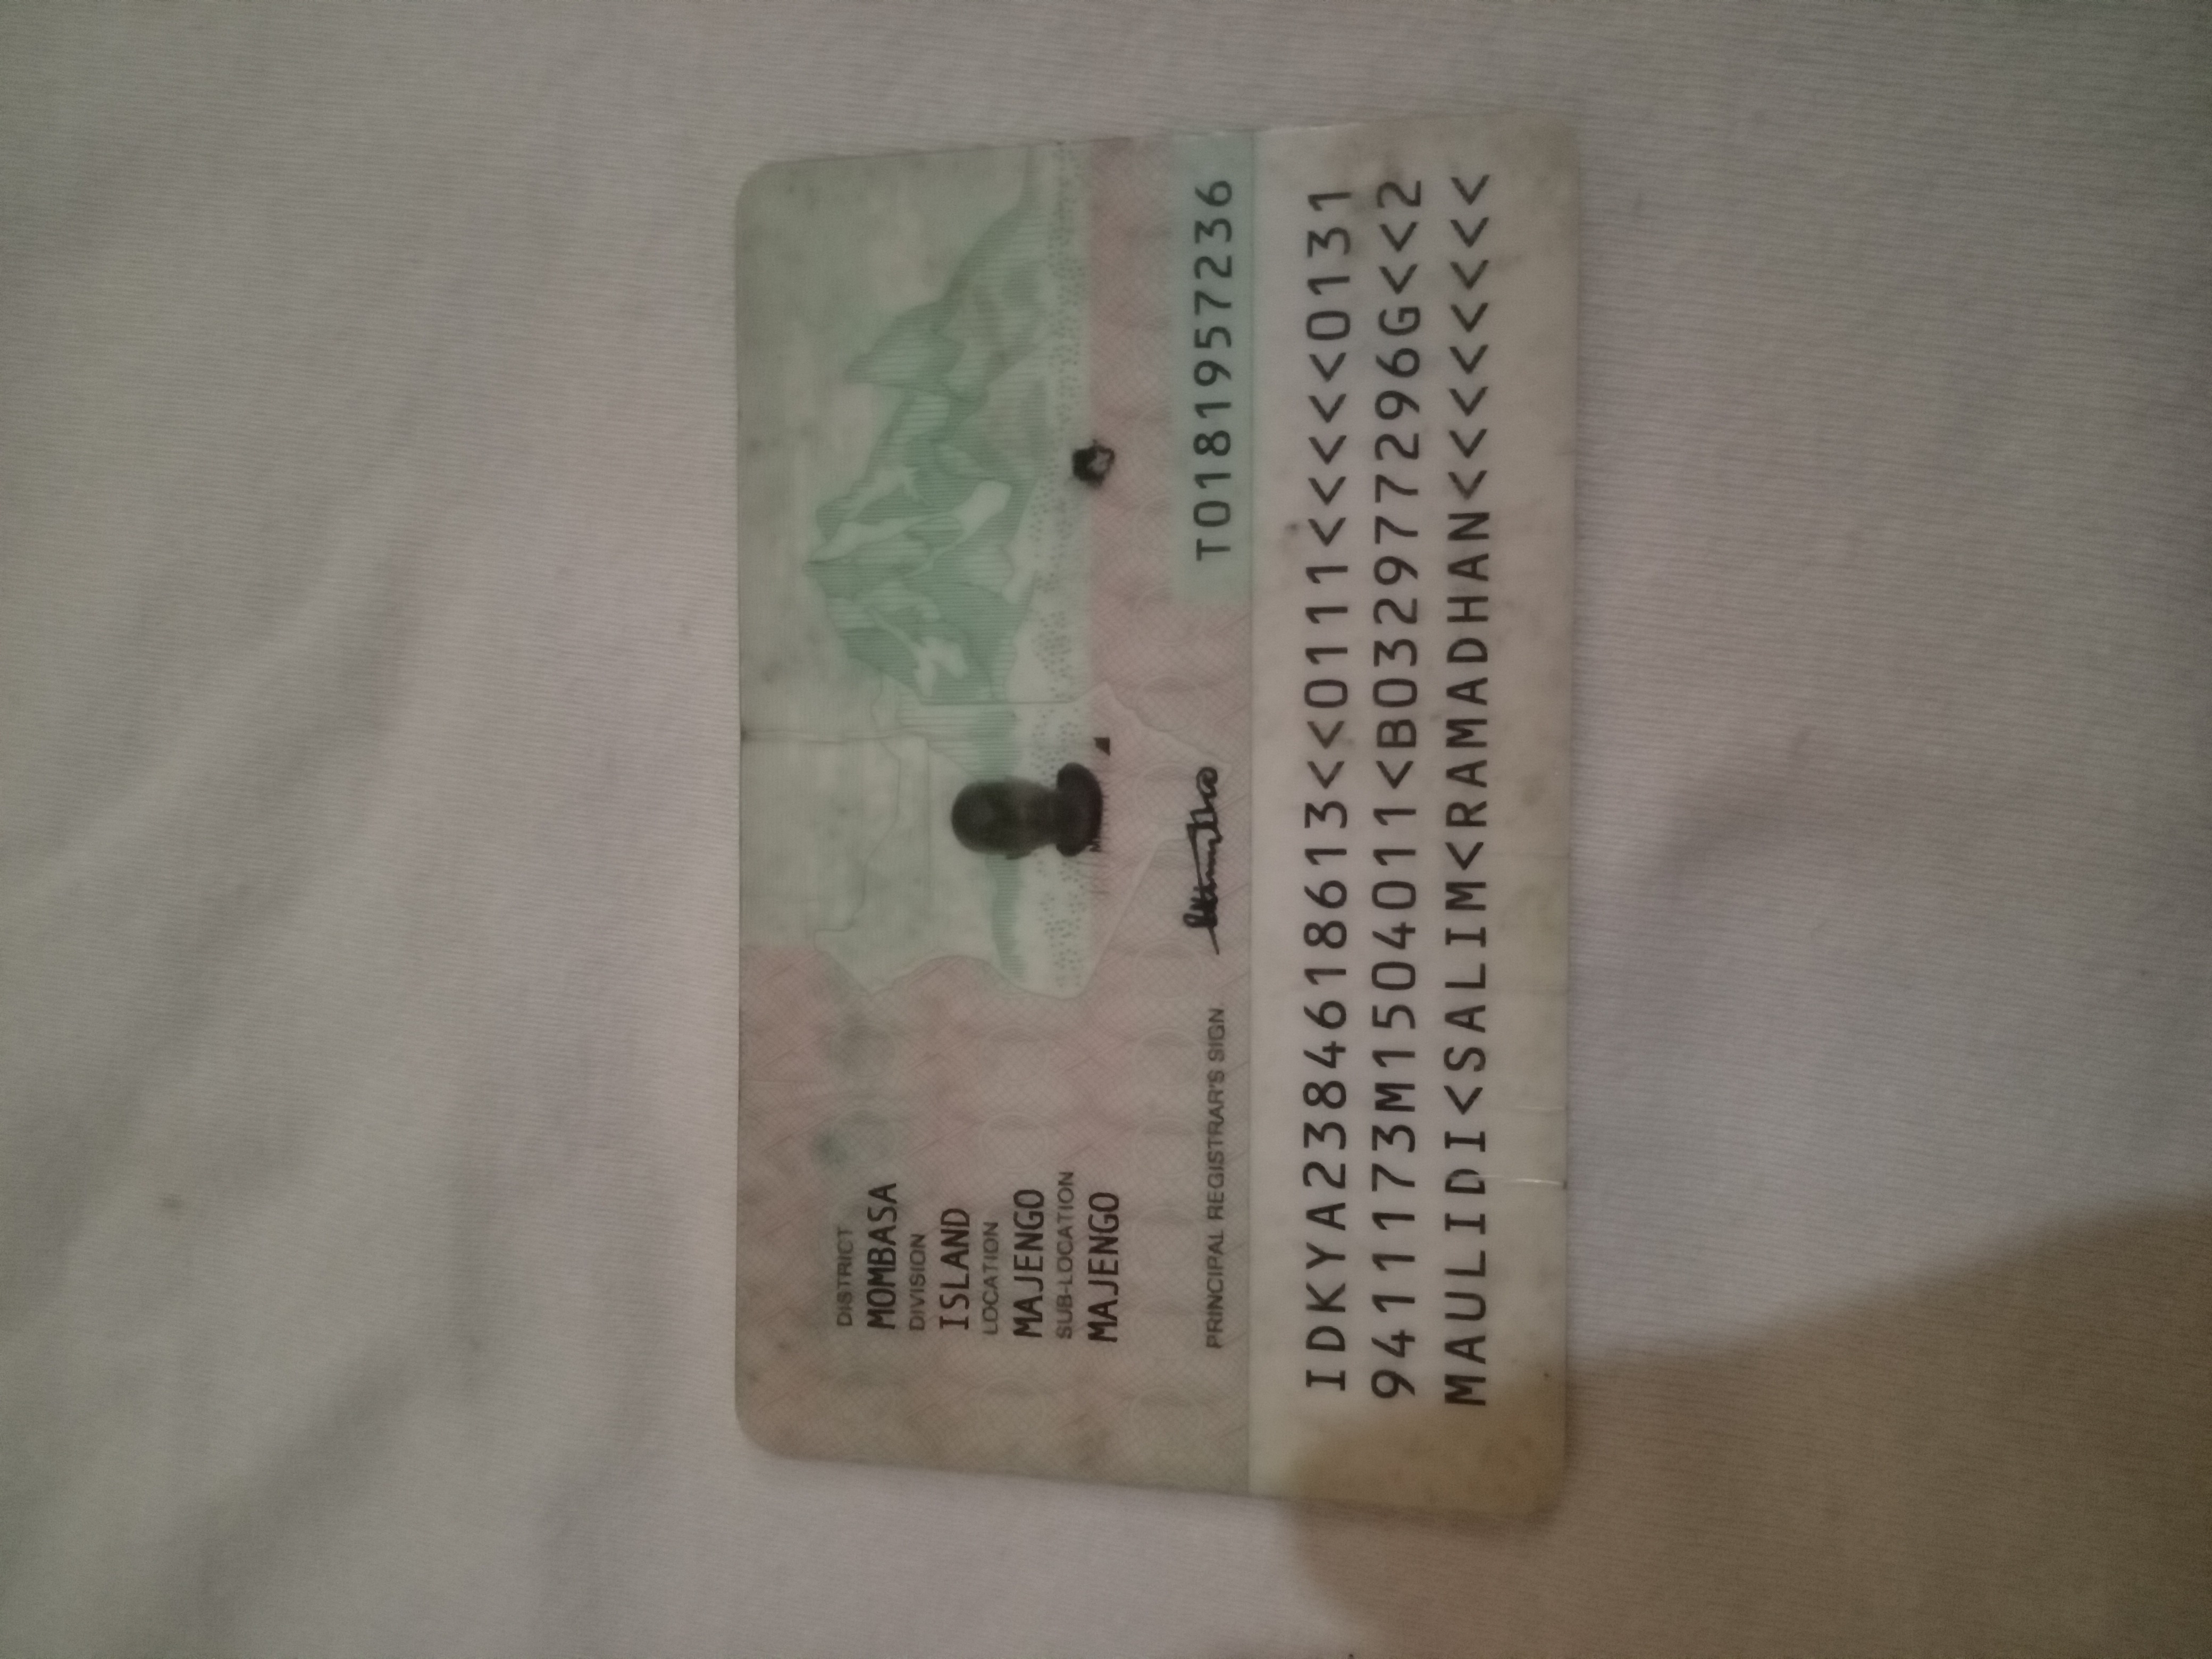 DISTRICT
MOMBASA
DIVISION
ISLAND
LOCATION
MAJENGO
SUB-LOCATION
MAJENGO
PRINCIPAL REGISTRAR'S SIGN
T0181957236
IDKYA2384618613<<0111<<<<<0131
9411173M1504011<B032977296G<<2
MAULIDI<SALIM<RAMADHAN<<<<<<<<